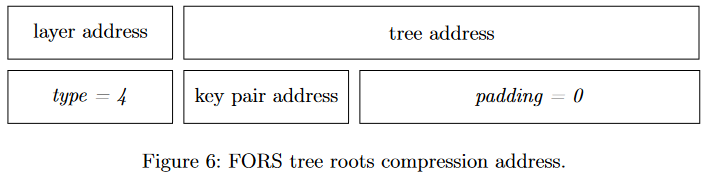 layer address
tree address
type = 4
key pair address
padding = 0
Figure 6: FORS tree roots compression address.